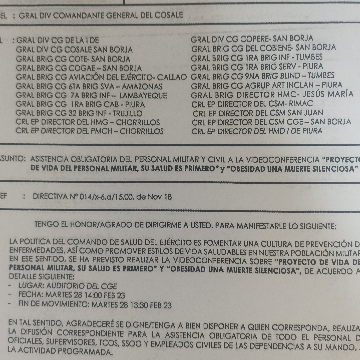 EL : GRAL DIV COMANDANTE GENERAL DEL COSALE
L : GRAL DIV CG DE LA I DE
GRAL DIV CG COSALE SAN BORJA
GRAL BRIG CG COTE- SAN BORJA
GRAL BRIG CG COGAE – SAN BORJA
GRAL BRIG CG AVIACIÓN DEL EJÉRCITO- CALLAO
GRAL BRIG CG 6TA BRIG SVA – AMAZONAS
GRAL BRIG CG 7A BRIG INF – LAMBAYEQUE
GRAL BRIG CG 1RA BRIG CAB - PIURA
GRAL BRIG CG 32 BRIG INF - TRUJILLO
CRL EP DIRECTOR DEL HMG – CHORRILLOS
CRL EP DIRECTOR DEL PMCH – CHORRILLOS
GRAL DIV CG COPERE- SAN BORJA
GRAL BRIG CG DEL COBIENE- SAN BORJA
GRAL BRIG CG 1RA BRIG INF - TUMBES
GRAL BRIG CG 1RA BRIG SERV - PIURA
GRAL BRIG CG 9NA BRIG BLIND – TUMBES
GRAL BRIG CG AGRUP ART INCLAN – PIURA
GRAL BRIG DIRECTOR HMC- JESÚS MARÍA
CRL EP DIRECTOR DEL CSM- RIMAC
CRL EP DIRECTOR DEL CSM SAN JUAN
CRL EP DIRECTOR DEL CSM CGE – SAN BORJA
CRL EP DIRECTOR DEL HMD I DE PIURA
SUNTO: ASISTENCIA OBLIGATORIA DEL PERSONAL MILITAR Y CIVIL A LA VIDEOCONFERENCIA "PROYECTO
DE VIDA DEL PERSONAL MILITAR, SU SALUD ES PRIMERO" Y "OBESIDAD UNA MUERTE SILENCIOSA"
EF : DIRECTIVA N° 014/x-6.a/15.00, de Nov 18
TENGO EL HONOR/AGRADO DE DIRIGIRME A USTED, PARA MANIFESTARLE LO SIGUIENTE:
LA POLÍTICA DEL COMANDO DE SALUD DEL EJÉRCITO ES FOMENTAR UNA CULTURA DE PREVENCIÓN DE
ENFERMEDADES, ASÍ COMO PROMOVER ESTILOS DE VIDA SALUDABLES EN NUESTRA POBLACIÓN MILITAR
EN ESE SENTIDO, SE HA PREVISTO REALIZAR LA VIDEOCONFERENCIA SOBRE "PROYECTO DE VIDA DE
PERSONAL MILITAR, SU SALUD ES PRIMERO" Y "OBESIDAD UNA MUERTE SILENCIOSA", DE ACUERDO A
DETALLE SIGUIENTE:
- LUGAR: AUDITORIO DEL CGE
- FECHA: MARTES 28 14:00 FEB 23
- FIN DE MOVIMIENTO: MARTES 28 13:30 FEB 23
EN TAL SENTIDO, AGRADECERÉ SE DIGNE/TENGA A BIEN DISPONER A QUIEN CORRESPONDA, REALIZA
LA DIFUSIÓN CORRESPONDIENTE PARA LA ASISTENCIA OBLIGATORIA DE TODO EL PERSONAL D
OFICIALES, SUPERVISORES, TCOS, SSOO Y EMPLEADOS CIVILES DE LAS DEPENDENCIAS A SU MANDO,
LA ACTIVIDAD PROGRAMADA.